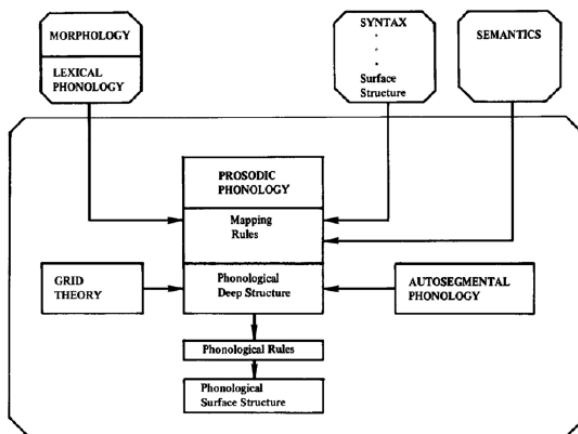 MORPHOLOGY
LEXICAL
PHONOLOGY
SYNTAX
.
.
.
Surface
Structure
SEMANTICS
PROSODIC
PHONOLOGY
Mapping
Rules
Phonological
Deep Structure
GRID
THEORY
AUTOSEGMENTAL
PHONOLOGY
Phonological Rules
Phonological
Surface Structure